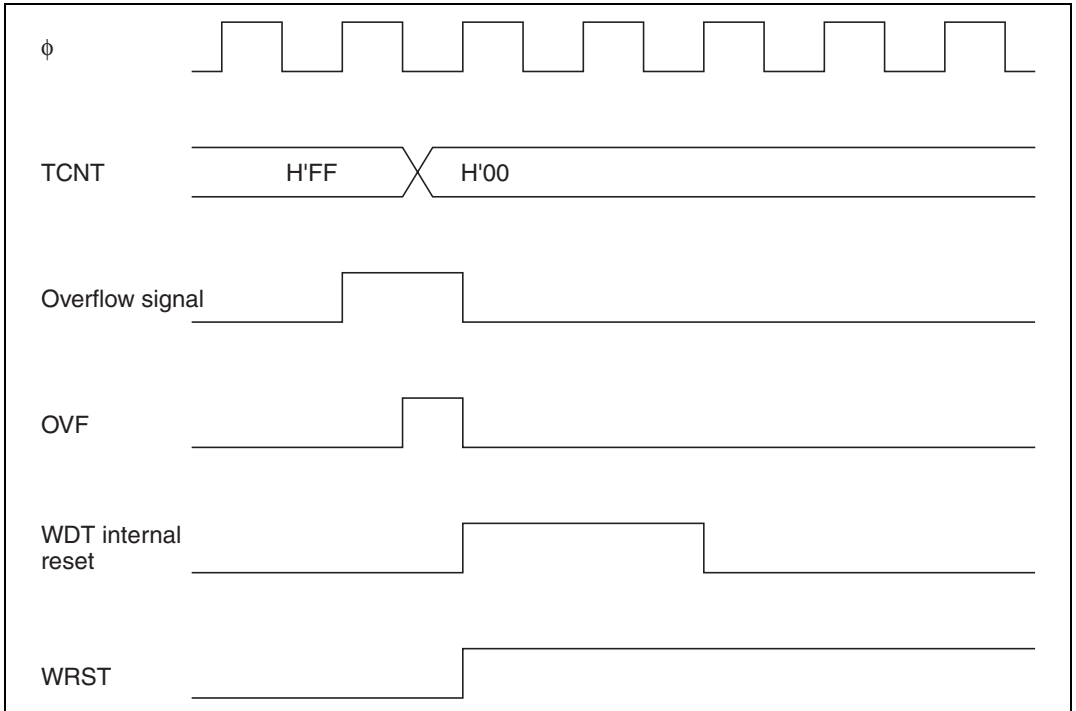 ϕ
TCNT H'FF H'00
Overflow signal
OVF
WDT internal
reset
WRST